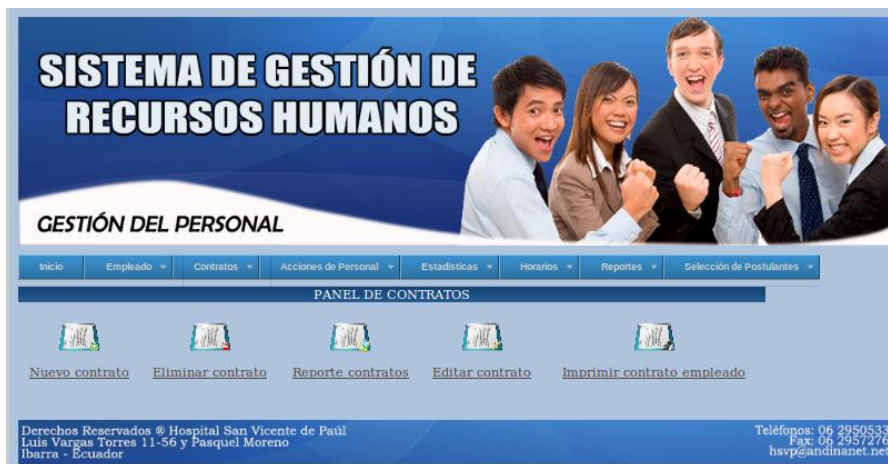 SISTEMA DE GESTIÓN DE
RECURSOS HUMANOS
GESTIÓN DEL PERSONAL
Inicio Empleado Contratos Acciones de Personal Estadísticas Horarios Reportes Selección de Postulantes
PANEL DE CONTRATOS
Nuevo contrato Eliminar contrato Reporte contratos Editar contrato Imprimir contrato empleado
Derechos Reservados ® Hospital San Vicente de Paúl
Luis Vargas Torres 11-56 y Pasquel Moreno
Ibarra - Ecuador
Teléfonos: 06 2950533
Fax: 06 2957276
hsvp@andinanet.net